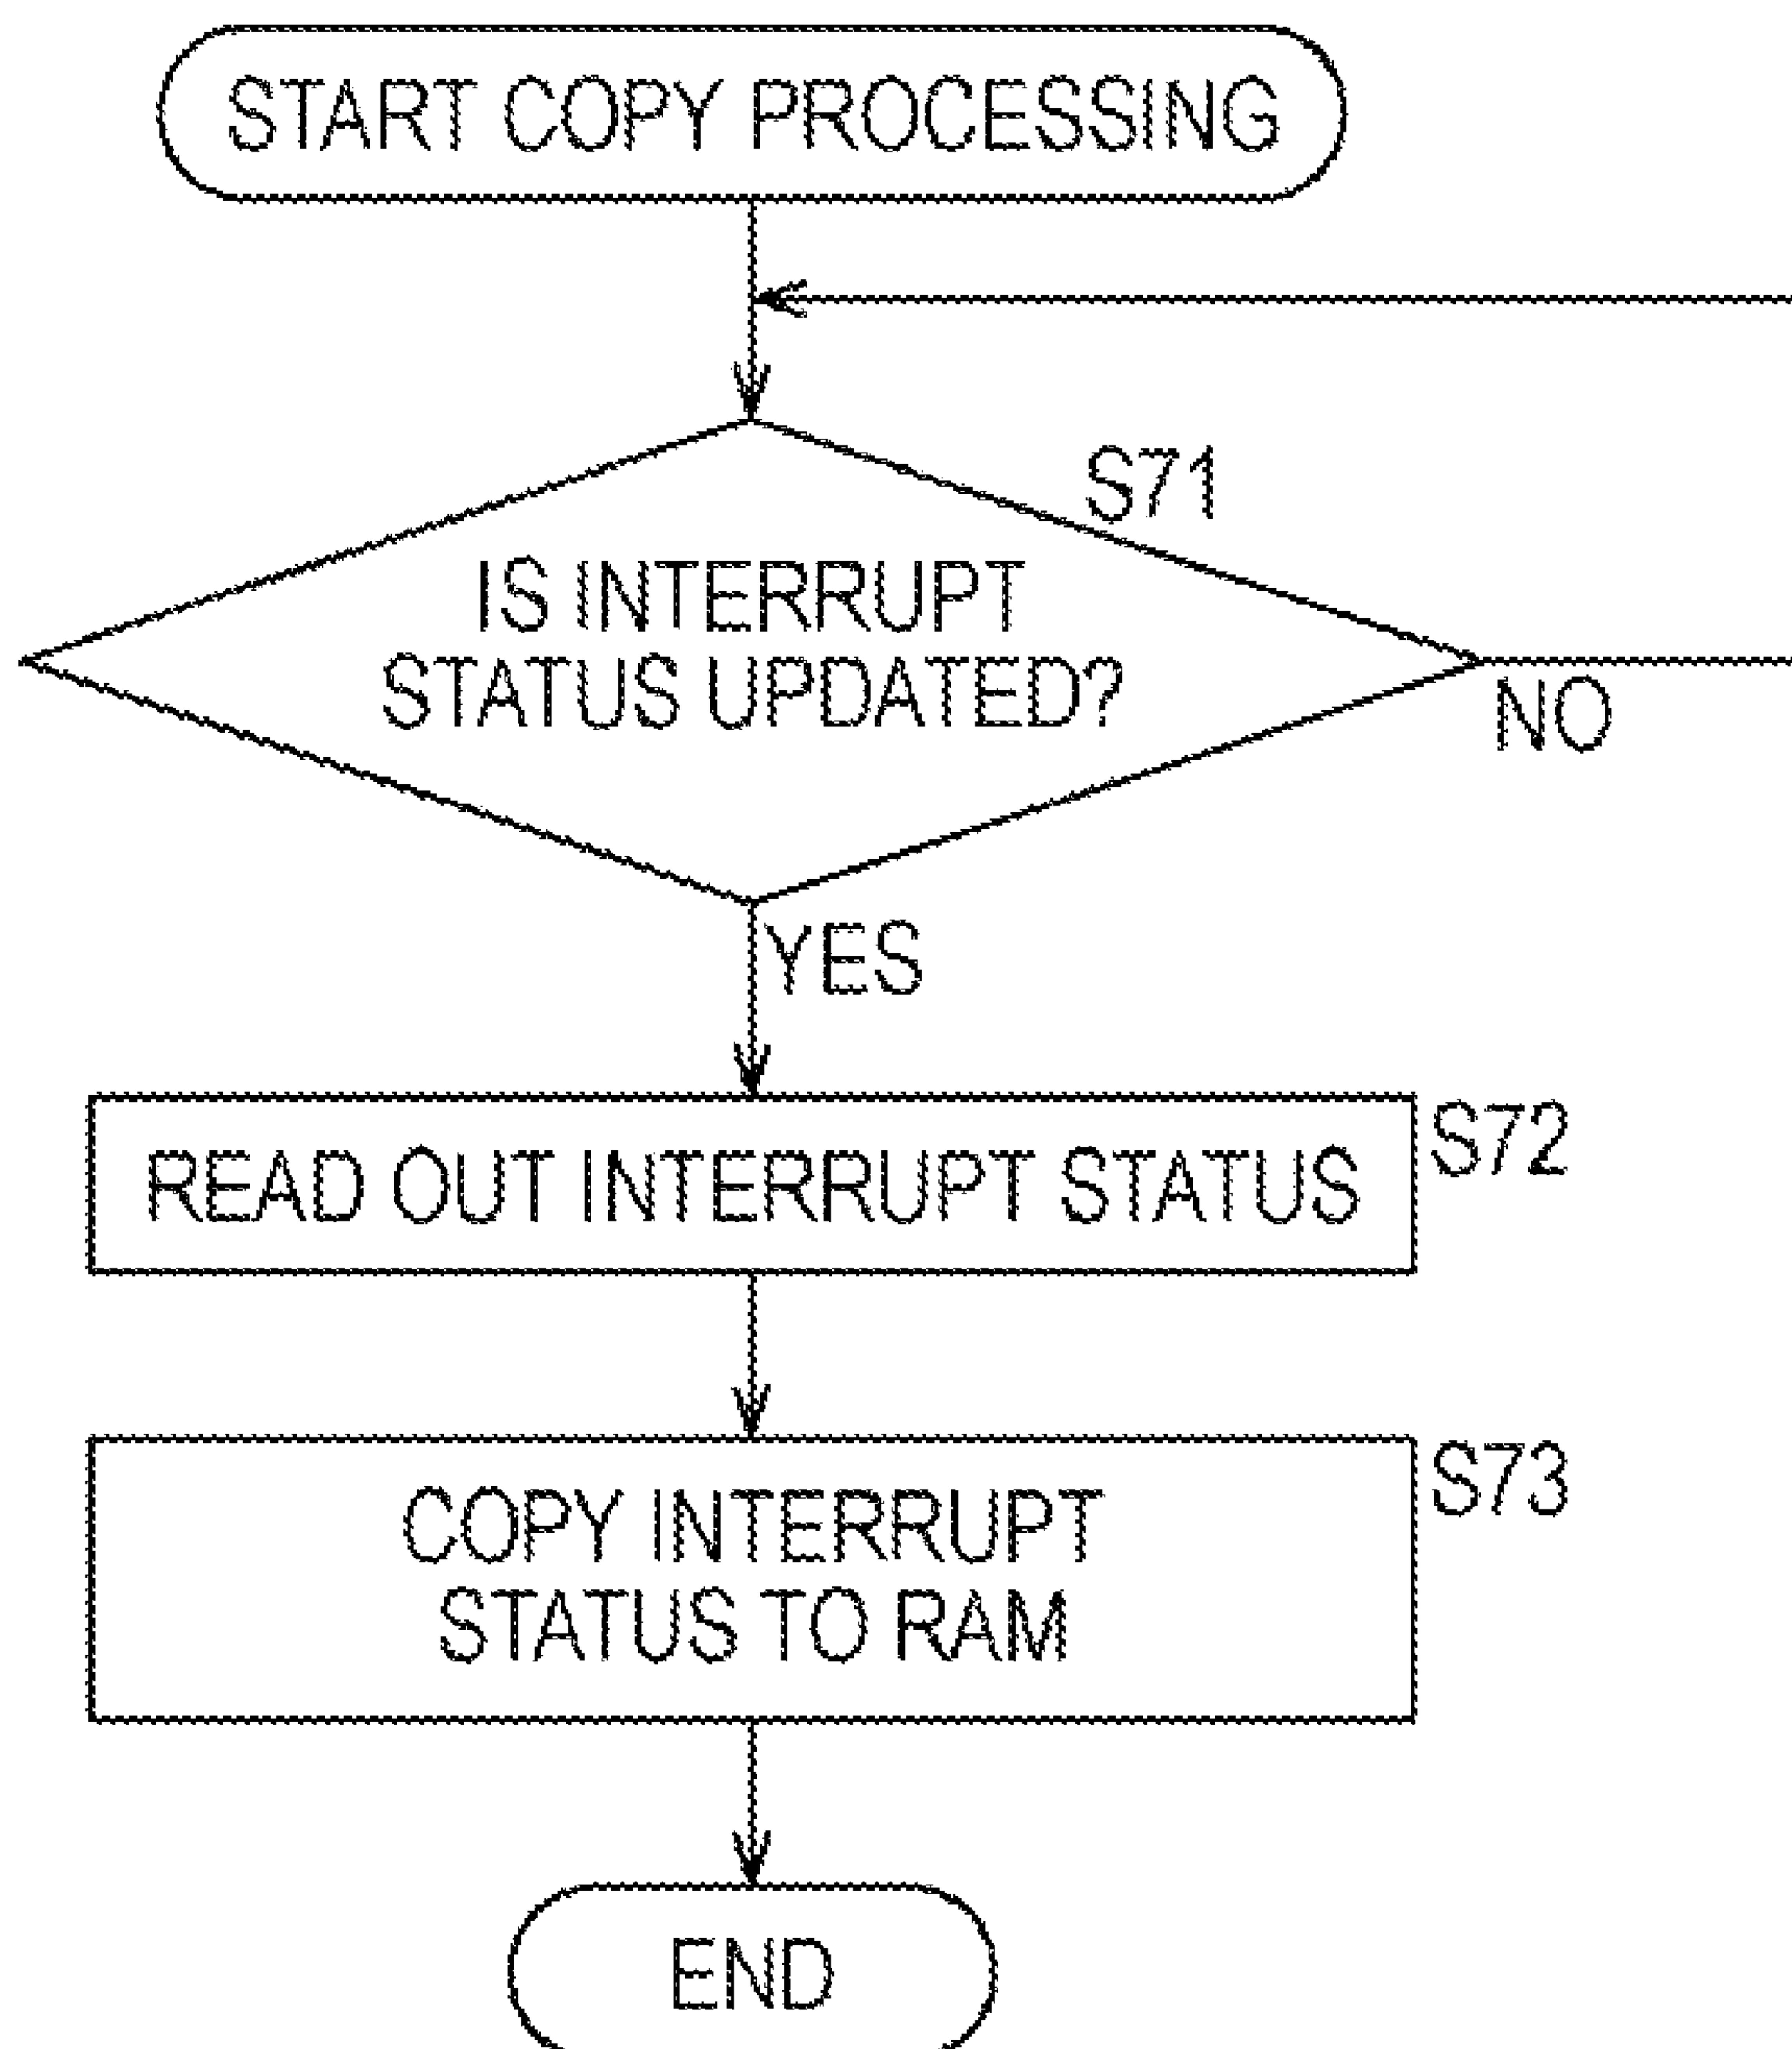 START COPY PROCESSING
S71
IS INTERRUPT
STATUS UPDATED?
NO
YES
READ OUT INTERRUPT STATUS
S72
COPY INTERRUPT
STATUS TO RAM
S73
END